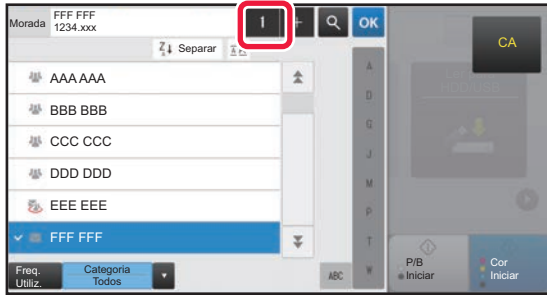 Morada
FFF FFF
1234.xxx
1
+
OK
CA
Separar
AAA AAA
BBB BBB
CCC CCC
DDD DDD
EEE EEE
FFF FFF
A
D
G
J
M
P
T
W
ABC
Freq.
Utiliz.
Categoria
Todos
P/B
Iniciar
Cor
Iniciar